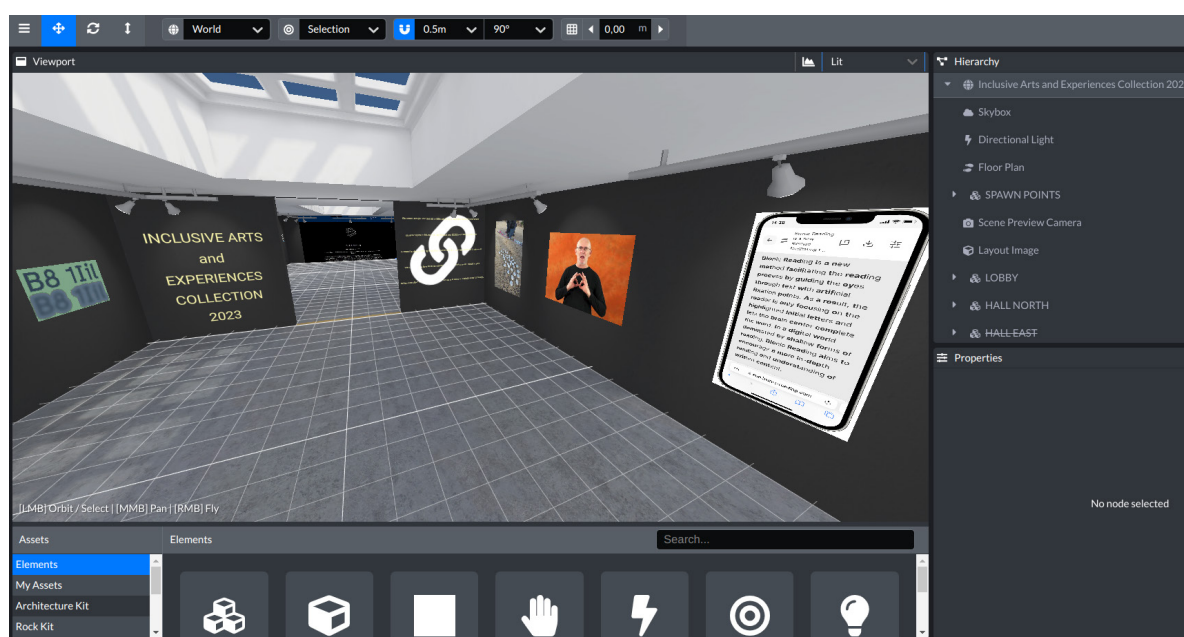 World
Selection
0.5m
90°
0,00 m
Viewport
Lit
B8 1Iil
B8 1Iil
INCLUSIVE ARTS
and
EXPERIENCES
COLLECTION
2023
Bionic Reading is a new
method facilitating the reading
process by guiding the eyes
through text with artificial
fixation points. As a result, the
reader is only focusing on the
highlighted initial letters and
lets the brain center complete
the word. In a digital world
dominated by shallow forms of
reading, Bionic Reading aims to
encourage a more in-depth
reading and understanding of
written content.
[LMB] Orbit / Select | [MMB] Pan | [RMB] Fly
Hierarchy
Inclusive Arts and Experiences Collection 202
Skybox
Directional Light
Floor Plan
SPAWN POINTS
Scene Preview Camera
Layout Image
LOBBY
HALL NORTH
HALL EAST
Properties
No node selected
Assets
Elements
Search...
Elements
My Assets
Architecture Kit
Rock Kit